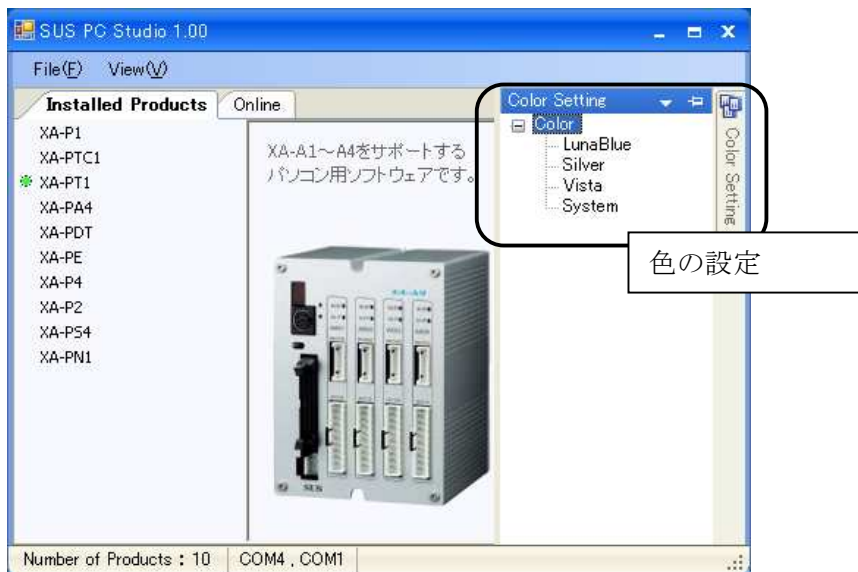 SUS PC Studio 1.00
File(F) View(V)
Installed Products
Online
XA-P1
XA-PTC1
XA-PT1
XA-PA4
XA-PDT
XA-PE
XA-P4
XA-P2
XA-PS4
XA-PN1
XA-A1～A4をサポートする
パソコン用ソフトウェアです。
SUS
Color Setting
Color
LunaBlue
Silver
Vista
System
Color Setting
色の設定
Number of Products : 10
COM4 , COM1